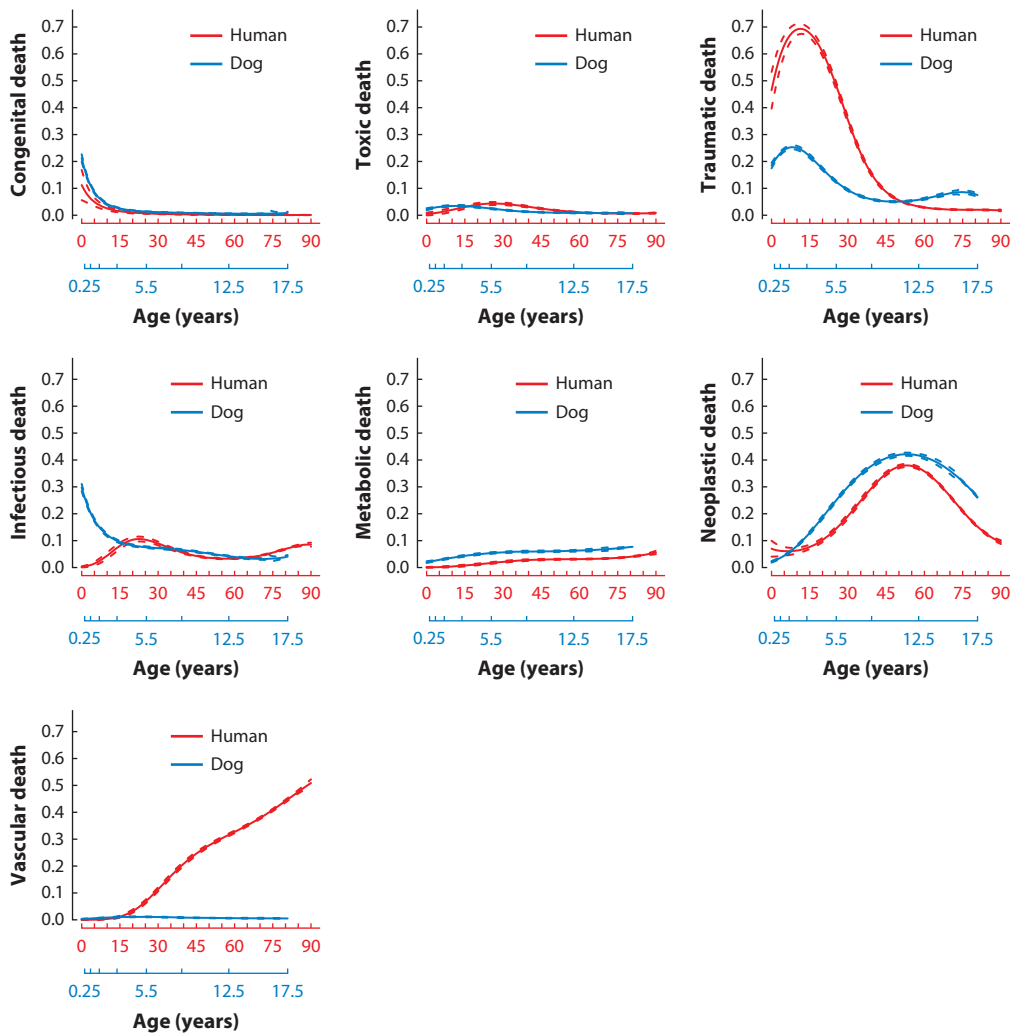 Congenital death
0.7
0.6
0.5
0.4
0.3
0.2
0.1
0.0
Human
Dog
0 15 30 45 60 75 90
0.25 5.5 12.5 17.5
Age (years)
Toxic death
0.7
0.6
0.5
0.4
0.3
0.2
0.1
0.0
Human
Dog
0 15 30 45 60 75 90
0.25 5.5 12.5 17.5
Age (years)
Traumatic death
0.7
0.6
0.5
0.4
0.3
0.2
0.1
0.0
Human
Dog
0 15 30 45 60 75 90
0.25 5.5 12.5 17.5
Age (years)
Infectious death
0.7
0.6
0.5
0.4
0.3
0.2
0.1
0.0
Human
Dog
0 15 30 45 60 75 90
0.25 5.5 12.5 17.5
Age (years)
Metabolic death
0.7
0.6
0.5
0.4
0.3
0.2
0.1
0.0
Human
Dog
0 15 30 45 60 75 90
0.25 5.5 12.5 17.5
Age (years)
Neoplastic death
0.7
0.6
0.5
0.4
0.3
0.2
0.1
0.0
Human
Dog
0 15 30 45 60 75 90
0.25 5.5 12.5 17.5
Age (years)
Vascular death
0.7
0.6
0.5
0.4
0.3
0.2
0.1
0.0
Human
Dog
0 15 30 45 60 75 90
0.25 5.5 12.5 17.5
Age (years)